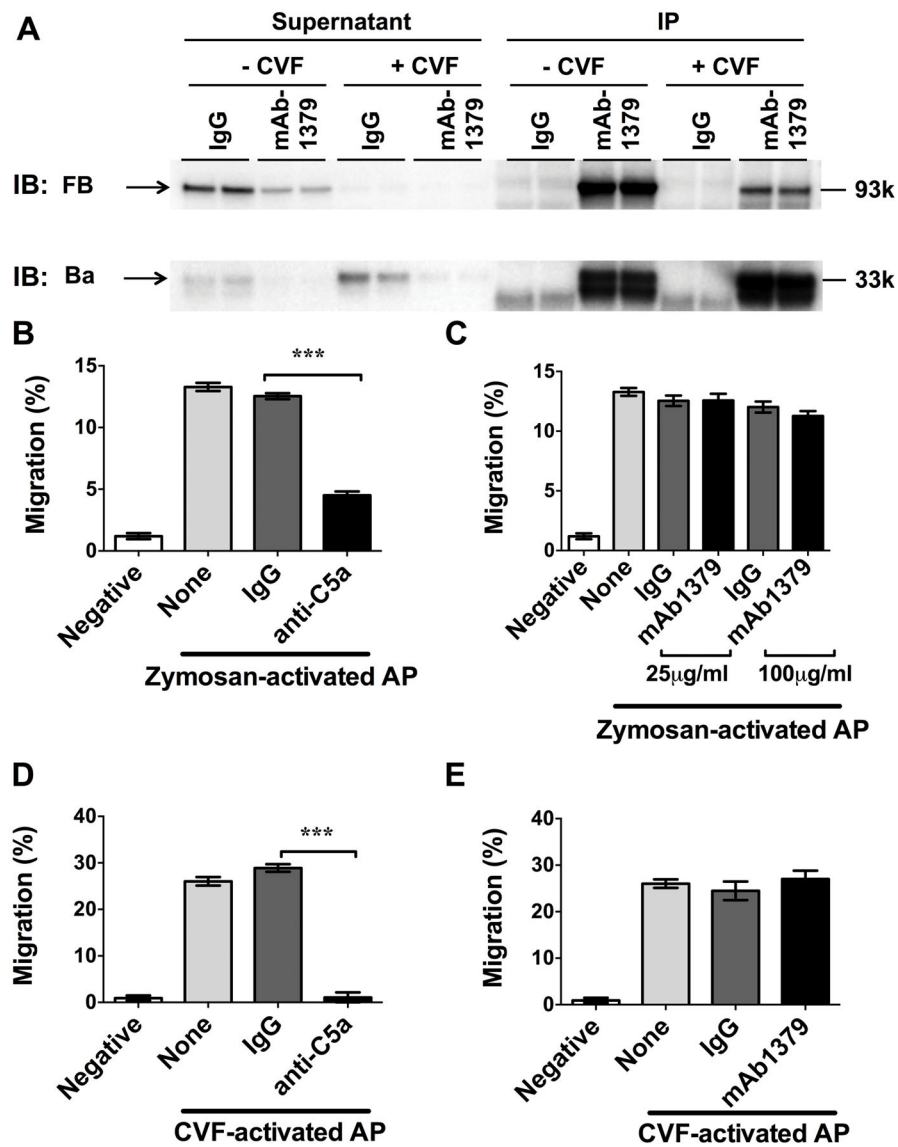 A
Supernatant IP
- CVF + CVF - CVF + CVF
IgG mAb-1379 IgG mAb-1379 IgG mAb-1379 IgG mAb-1379
IB: FB 93k
IB: Ba 33k
B
***
Migration (%)
15
10
5
0
Negative None IgG anti-C5a
Zymosan-activated AP
C
Migration (%)
15
10
5
0
Negative None IgG mAb1379 IgG mAb1379
25μg/ml 100μg/ml
Zymosan-activated AP
D
***
Migration (%)
40
30
20
10
0
Negative None IgG anti-C5a
CVF-activated AP
E
Migration (%)
40
30
20
10
0
Negative None IgG mAb1379
CVF-activated AP